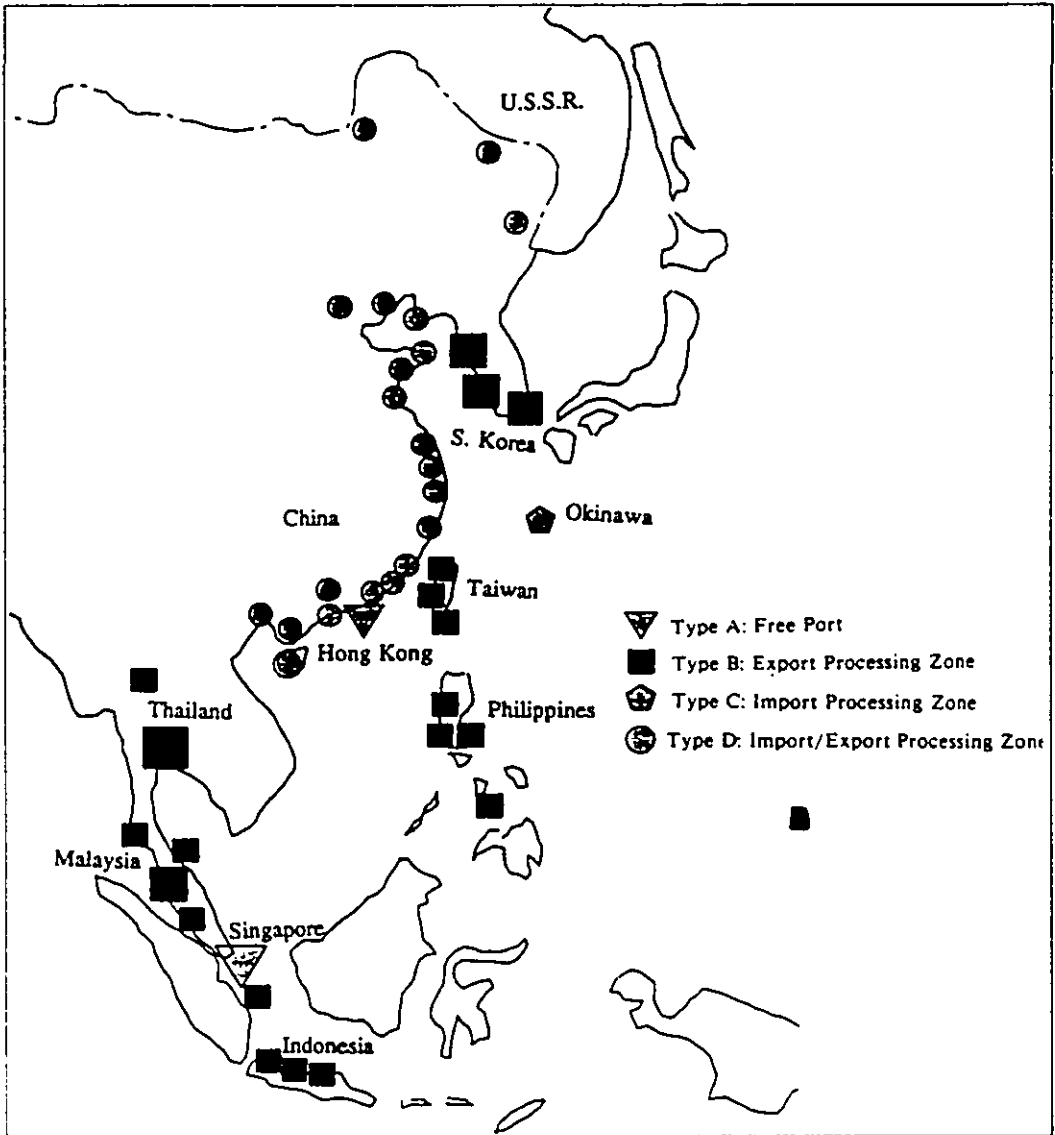 U.S.S.R.
S. Korea
China
Okinawa
Taiwan
Type A: Free Port
Hong Kong
Type B: Export Processing Zone
Type C: Import Processing Zone
Thailand
Philippines
Type D: Import/Export Processing Zone
Malaysia
Singapore
Indonesia